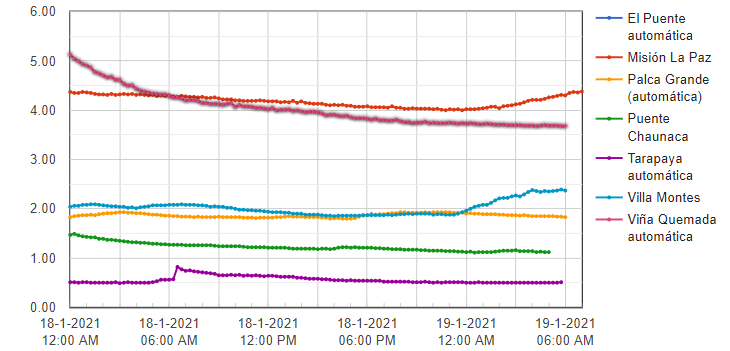 6.00
5.00
4.00
3.00
2.00
1.00
0.00
18-1-2021
12:00 AM
18-1-2021
06:00 AM
18-1-2021
12:00 PM
18-1-2021
06:00 PM
19-1-2021
12:00 AM
19-1-2021
06:00 AM
El Puente
automática
Misión La Paz
Palca Grande
(automática)
Puente
Chaunaca
Tarapaya
automática
Villa Montes
Viña Quemada
automática